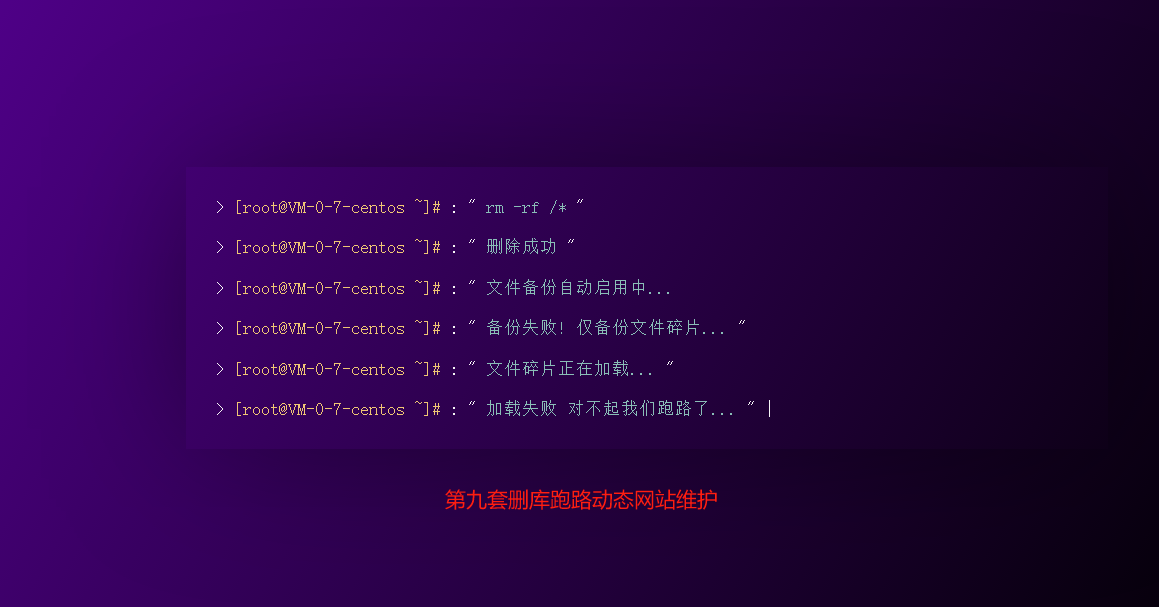 > [root@VM-0-7-centos ~]# : " rm -rf /* "
> [root@VM-0-7-centos ~]# : " 删除成功 "
> [root@VM-0-7-centos ~]# : " 文件备份自动启用中...
> [root@VM-0-7-centos ~]# : " 备份失败! 仅备份文件碎片... "
> [root@VM-0-7-centos ~]# : " 文件碎片正在加载... "
> [root@VM-0-7-centos ~]# : " 加载失败 对不起我们跑路了... " |
第九套删库跑路动态网站维护